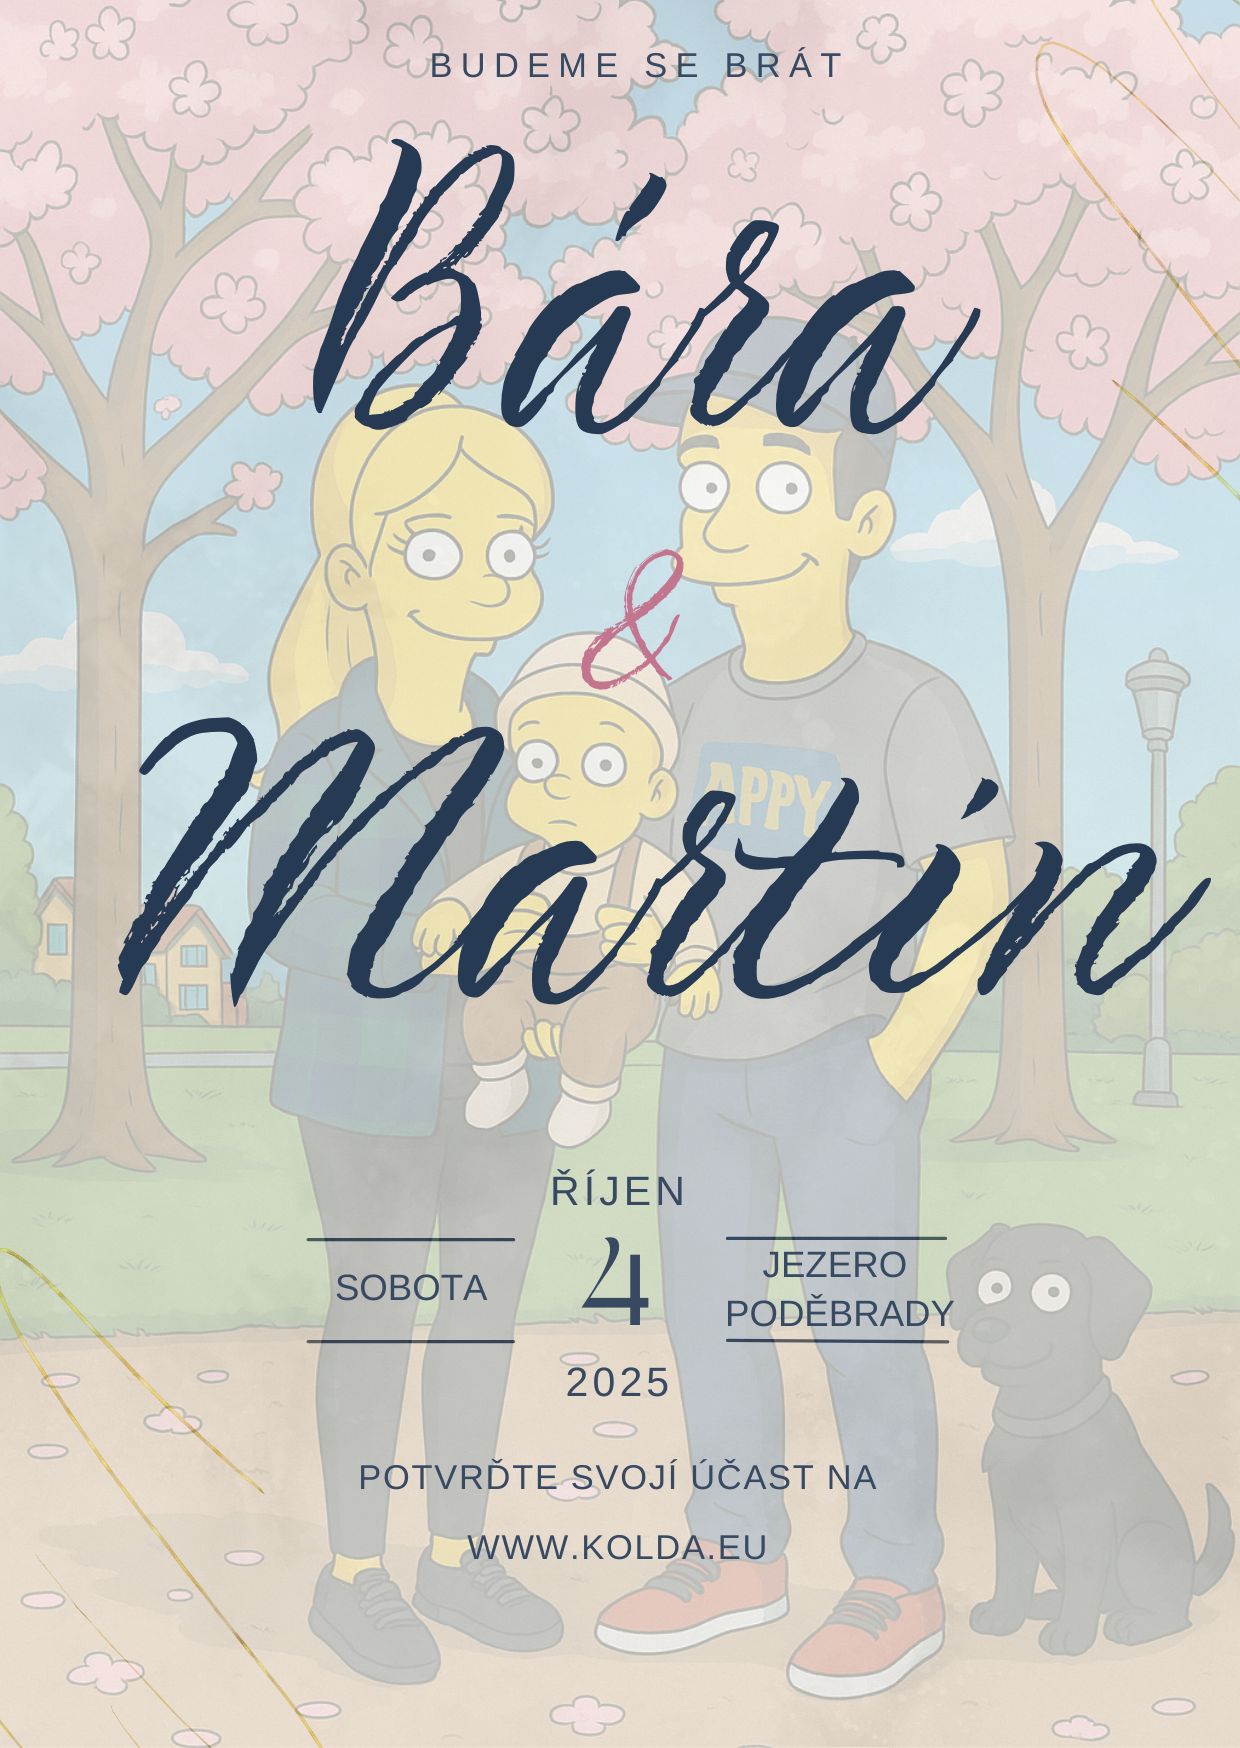 BUDEME SE BRÁT
Bára
&
Martin
APPY
ŘÍJEN
SOBOTA
4
JEZERO
PODĚBRADY
2025
POTVRĎTE SVOJÍ ÚČAST NA
WWW.KOLDA.EU